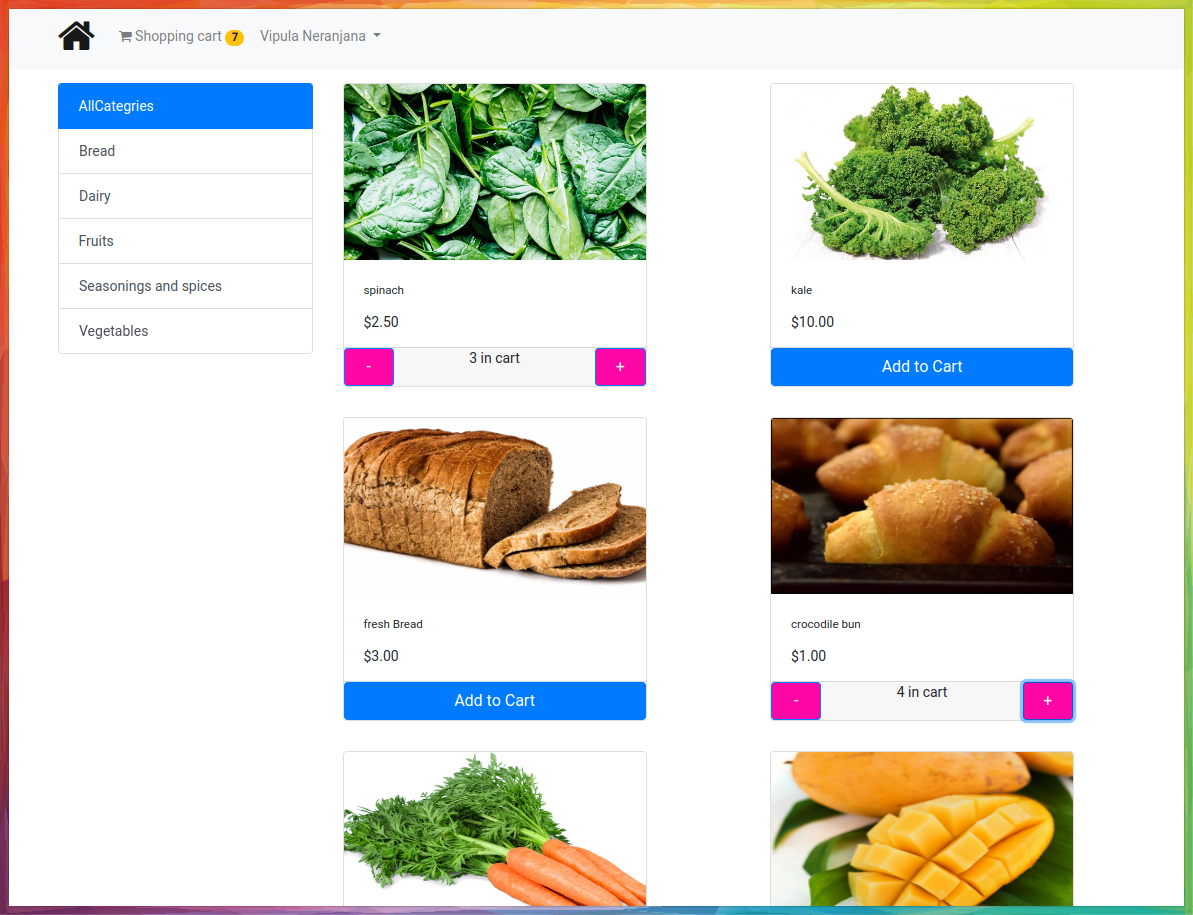 Shopping cart 7 Vipula Neranjana
AllCategries
Bread
Dairy
Fruits
Seasonings and spices
Vegetables
spinach
$2.50
- 3 in cart +
kale
$10.00
Add to Cart
fresh Bread
$3.00
Add to Cart
crocodile bun
$1.00
- 4 in cart +